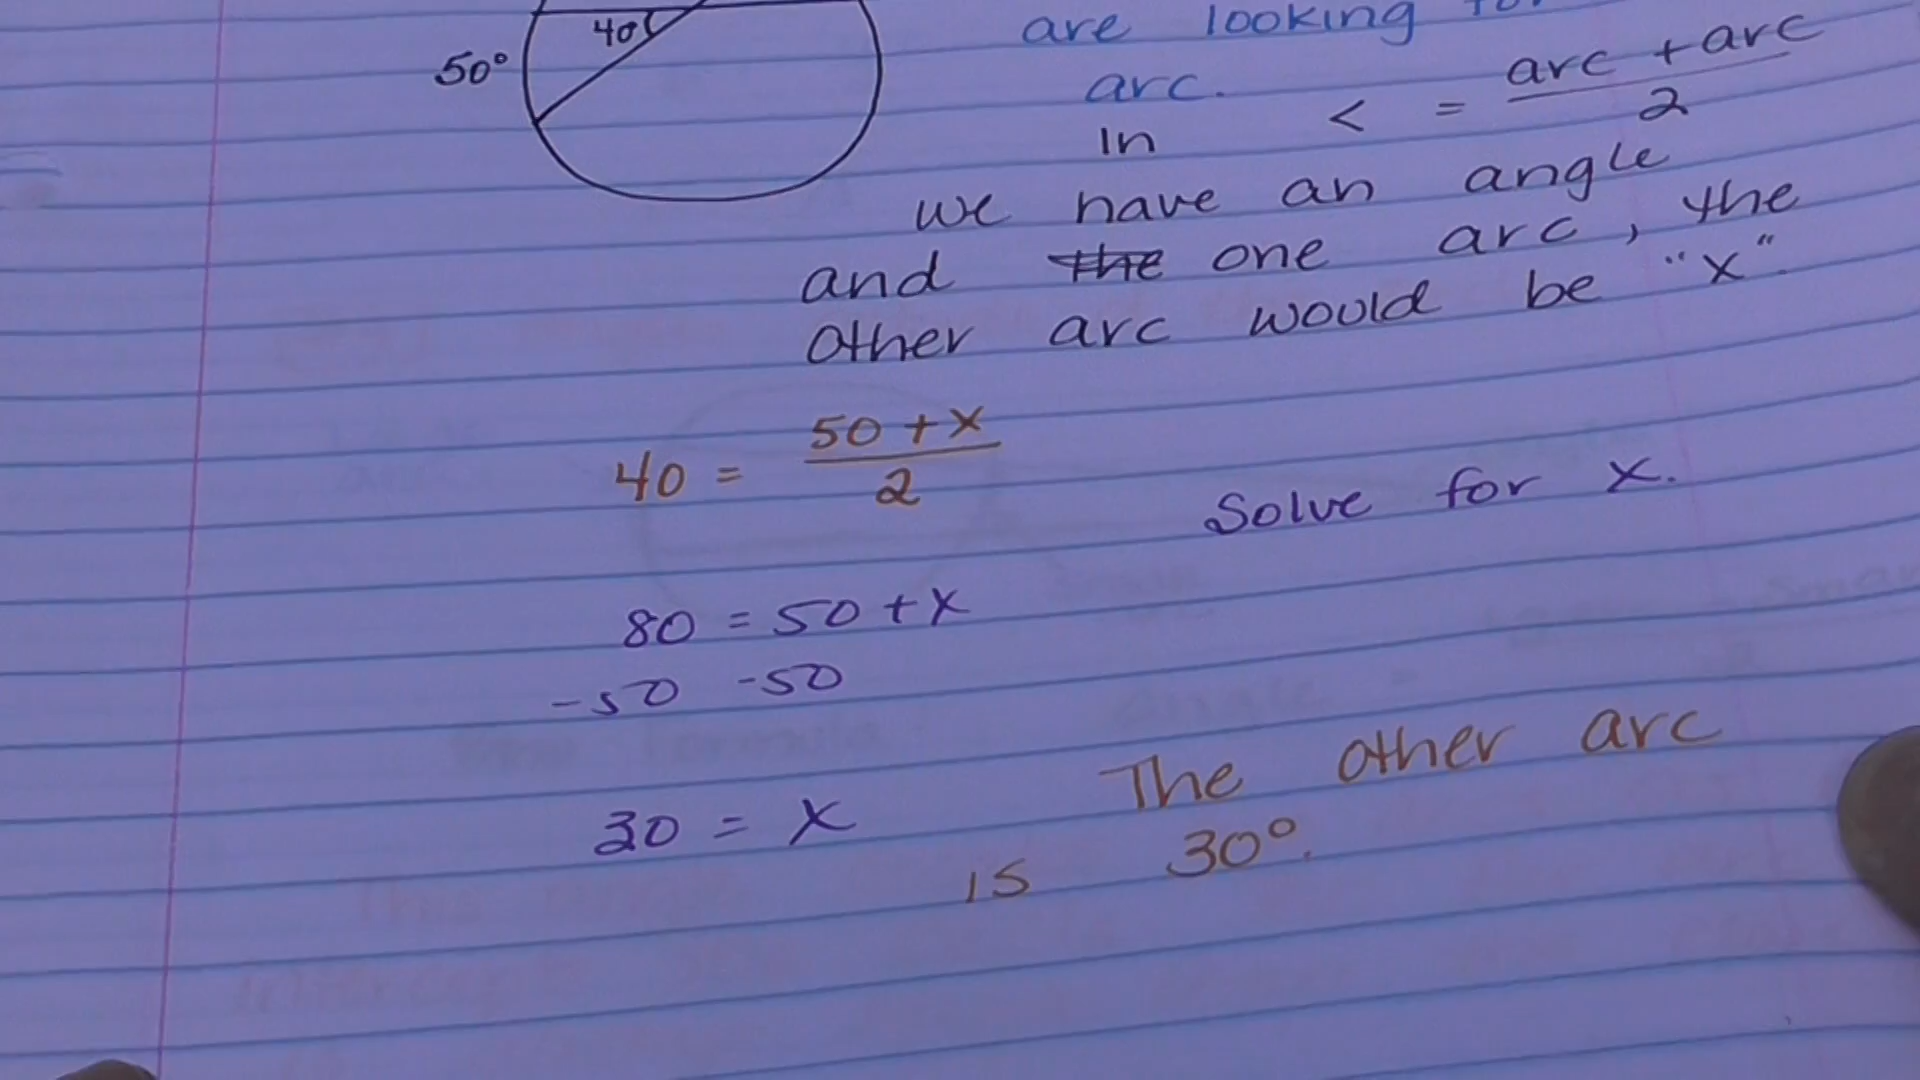 are looking
40
50°
arc.
arc + arc
In < =
2
we have an angle
and the one arc, the
other arc would be "x".
50 + x
40 =
2
Solve for x.
80 = 50 + x
-50 -50
The other arc
30 = x
is 30°.